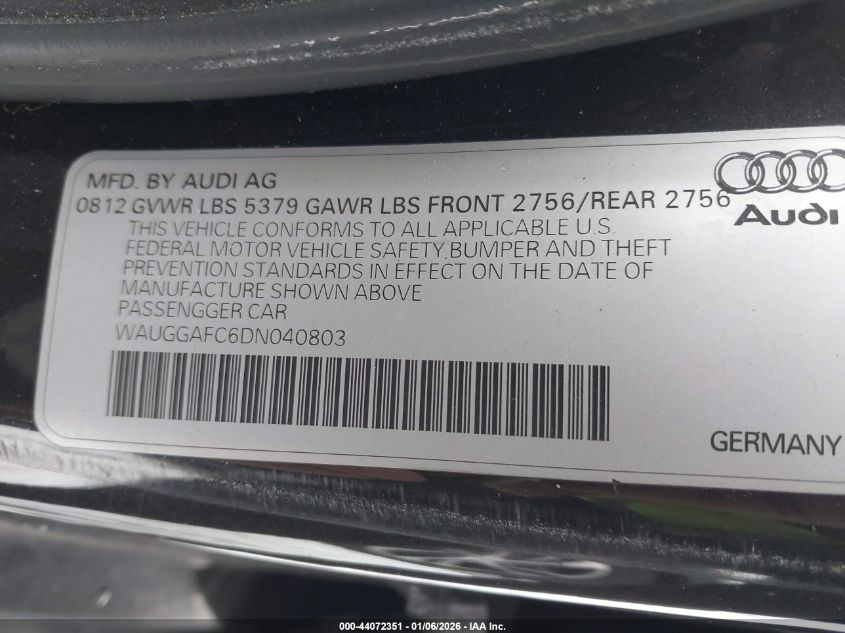 MFD. BY AUDI AG
0812 GVWR LBS 5379 GAWR LBS FRONT 2756/REAR 2756
Audi
THIS VEHICLE CONFORMS TO ALL APPLICABLE U.S.
FEDERAL MOTOR VEHICLE SAFETY,BUMPER AND THEFT
PREVENTION STANDARDS IN EFFECT ON THE DATE OF
MANUFACTURE SHOWN ABOVE
PASSENGGER CAR
WAUGGAFC6DN040803
GERMANY
000-44072351 | 01/06/2026 - IAA Inc.